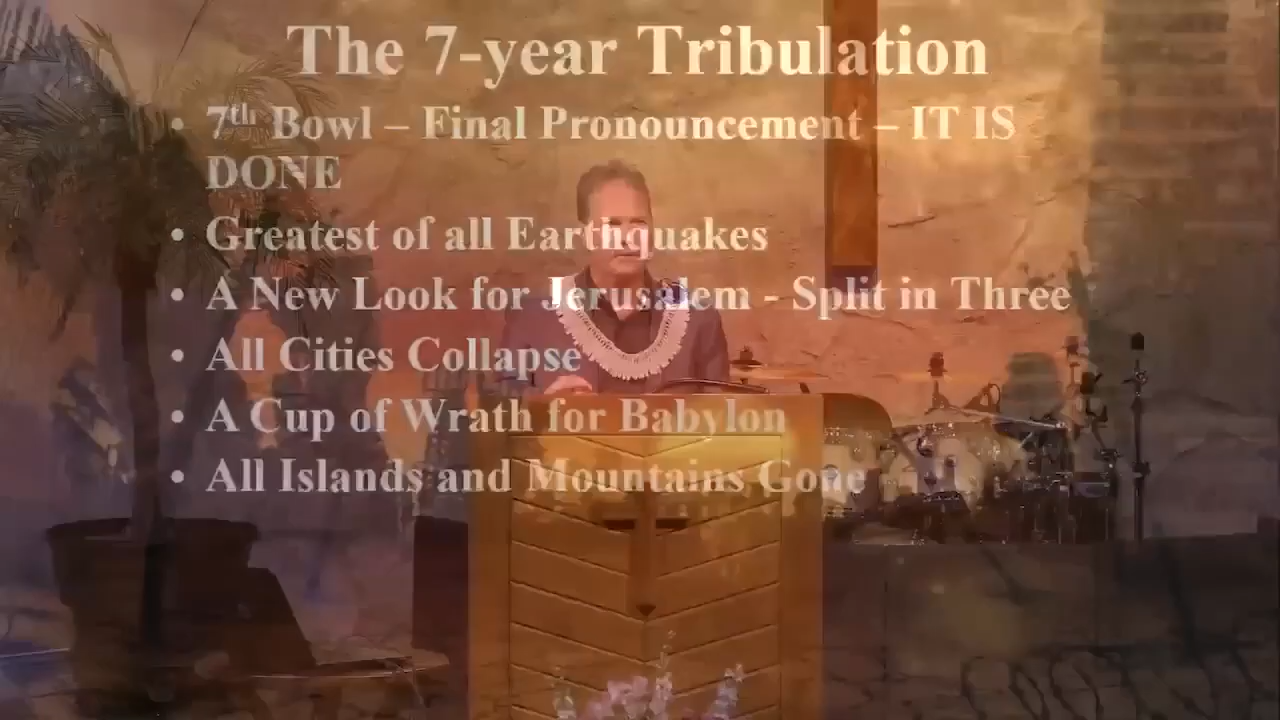 The 7-year Tribulation
• 7th Bowl – Final Pronouncement – IT IS
DONE
• Greatest of all Earthquakes
• A New Look for Jerusalem - Split in Three
• All Cities Collapse
• A Cup of Wrath for Babylon
• All Islands and Mountains Gone